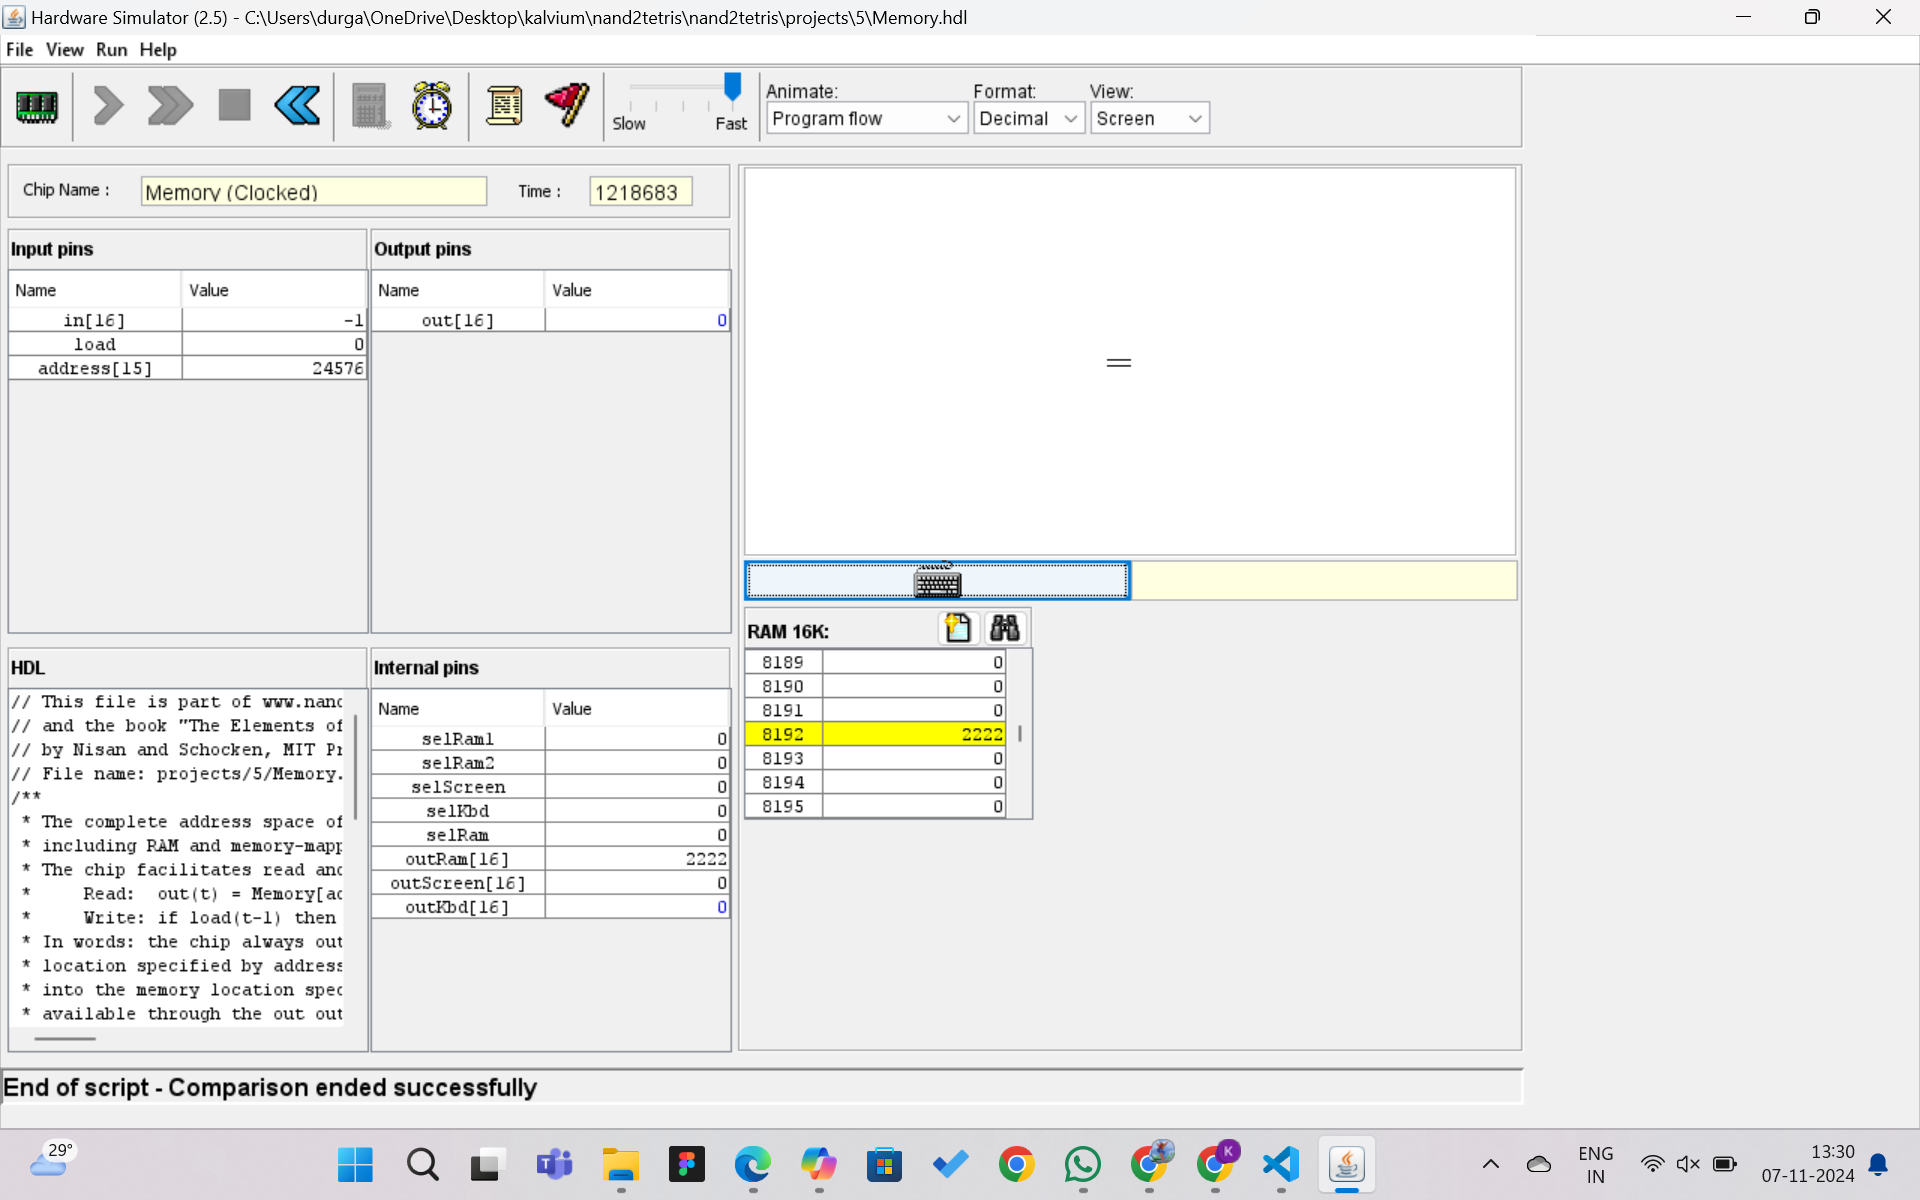 Hardware Simulator (2.5) - C:\Users\durga\OneDrive\Desktop\kalvium\nand2tetris\nand2tetris\projects\5\Memory.hdl
File View Run Help
Slow Fast
Animate: Format: View:
Program flow Decimal Screen
Chip Name : Memory (Clocked) Time : 1218683
Input pins
Name Value
in[16] -1
load 0
address[15] 24576
Output pins
Name Value
out[16] 0
RAM 16K:
8189 0
8190 0
8191 0
8192 2222
8193 0
8194 0
8195 0
HDL
// This file is part of www.nanc
// and the book "The Elements of
// by Nisan and Schocken, MIT Pr
// File name: projects/5/Memory.
/**
* The complete address space of
* including RAM and memory-mapp
* The chip facilitates read and
* Read: out(t) = Memory[ad
* Write: if load(t-1) then
* In words: the chip always out
* location specified by address
* into the memory location spec
* available through the out out
Internal pins
Name Value
selRam1 0
selRam2 0
selScreen 0
selKbd 0
selRam 0
outRam[16] 2222
outScreen[16] 0
outKbd[16] 0
End of script - Comparison ended successfully
29°
K
ENG
IN
13:30
07-11-2024